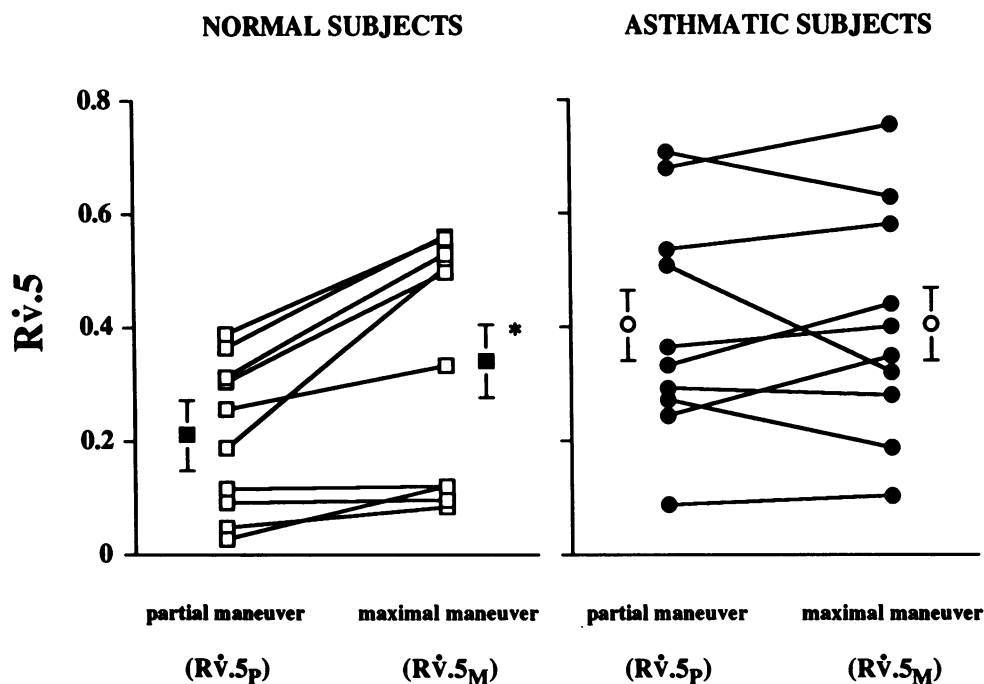 NORMAL SUBJECTS
ASTHMATIC SUBJECTS
Rv̇.5
0.8
0.6
0.4
0.2
0
*
partial maneuver
maximal maneuver
partial maneuver
maximal maneuver
(Rv̇.5P)
(Rv̇.5M)
(Rv̇.5P)
(Rv̇.5M)